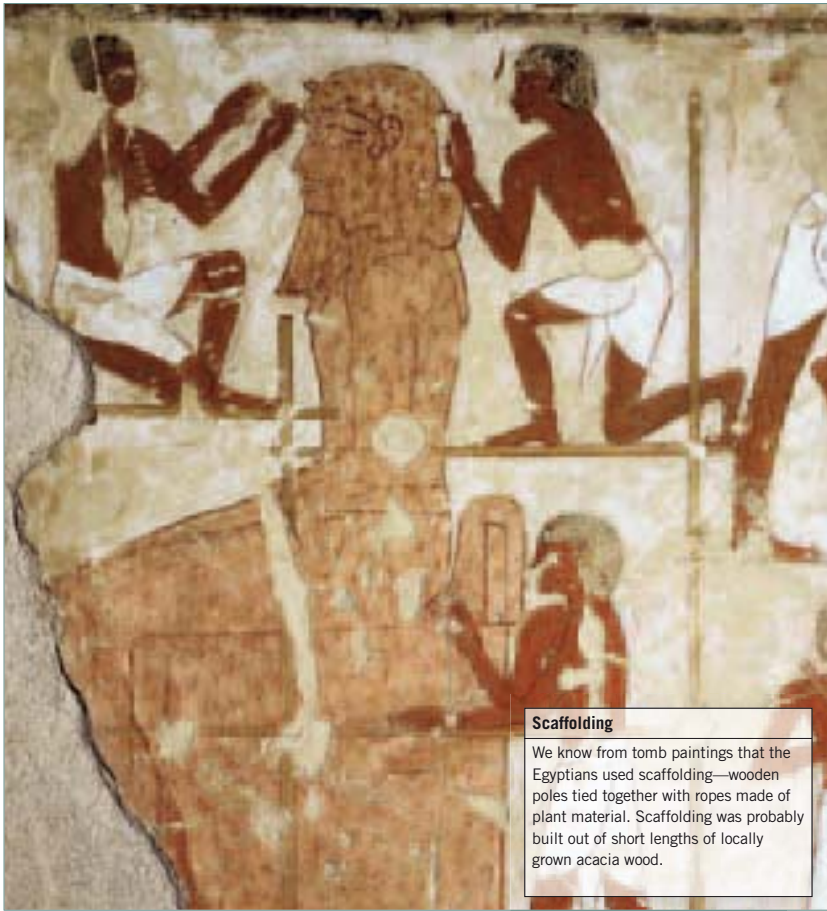 Scaffolding
We know from tomb paintings that the
Egyptians used scaffolding—wooden
poles tied together with ropes made of
plant material. Scaffolding was probably
built out of short lengths of locally
grown acacia wood.